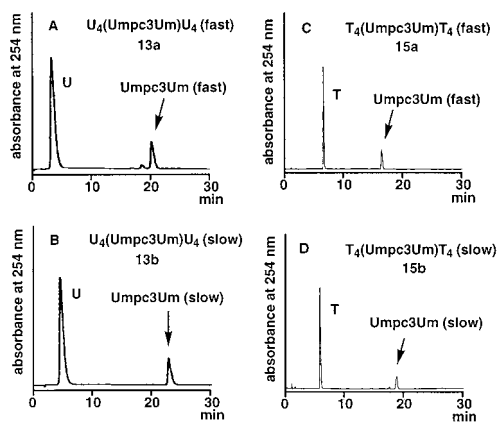 A
U₄(Umpc3Um)U₄ (fast)
13a
U
Umpc3Um (fast)
absorbance at 254 nm
0 10 20 30
min
C
T₄(Umpc3Um)T₄ (fast)
15a
T
Umpc3Um (fast)
absorbance at 254 nm
0 10 20 30
min
B
U₄(Umpc3Um)U₄ (slow)
13b
U
Umpc3Um (slow)
absorbance at 254 nm
0 10 20 30
min
D
T₄(Umpc3Um)T₄ (slow)
15b
T
Umpc3Um (slow)
absorbance at 254 nm
0 10 20 30
min